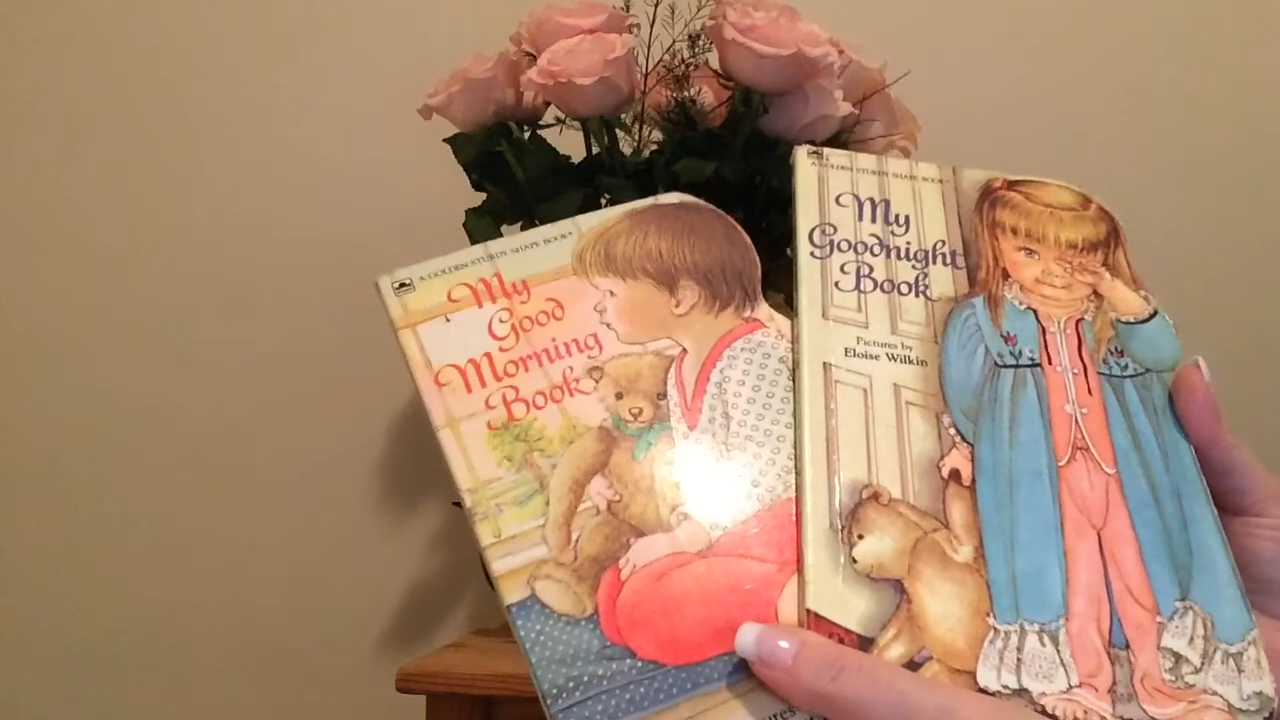 A GOLDEN STURDY SHAPE BOOK®
My
Good
Morning
Book
A GOLDEN STURDY SHAPE BOOK®
My
Goodnight
Book
Pictures by
Eloise Wilkin